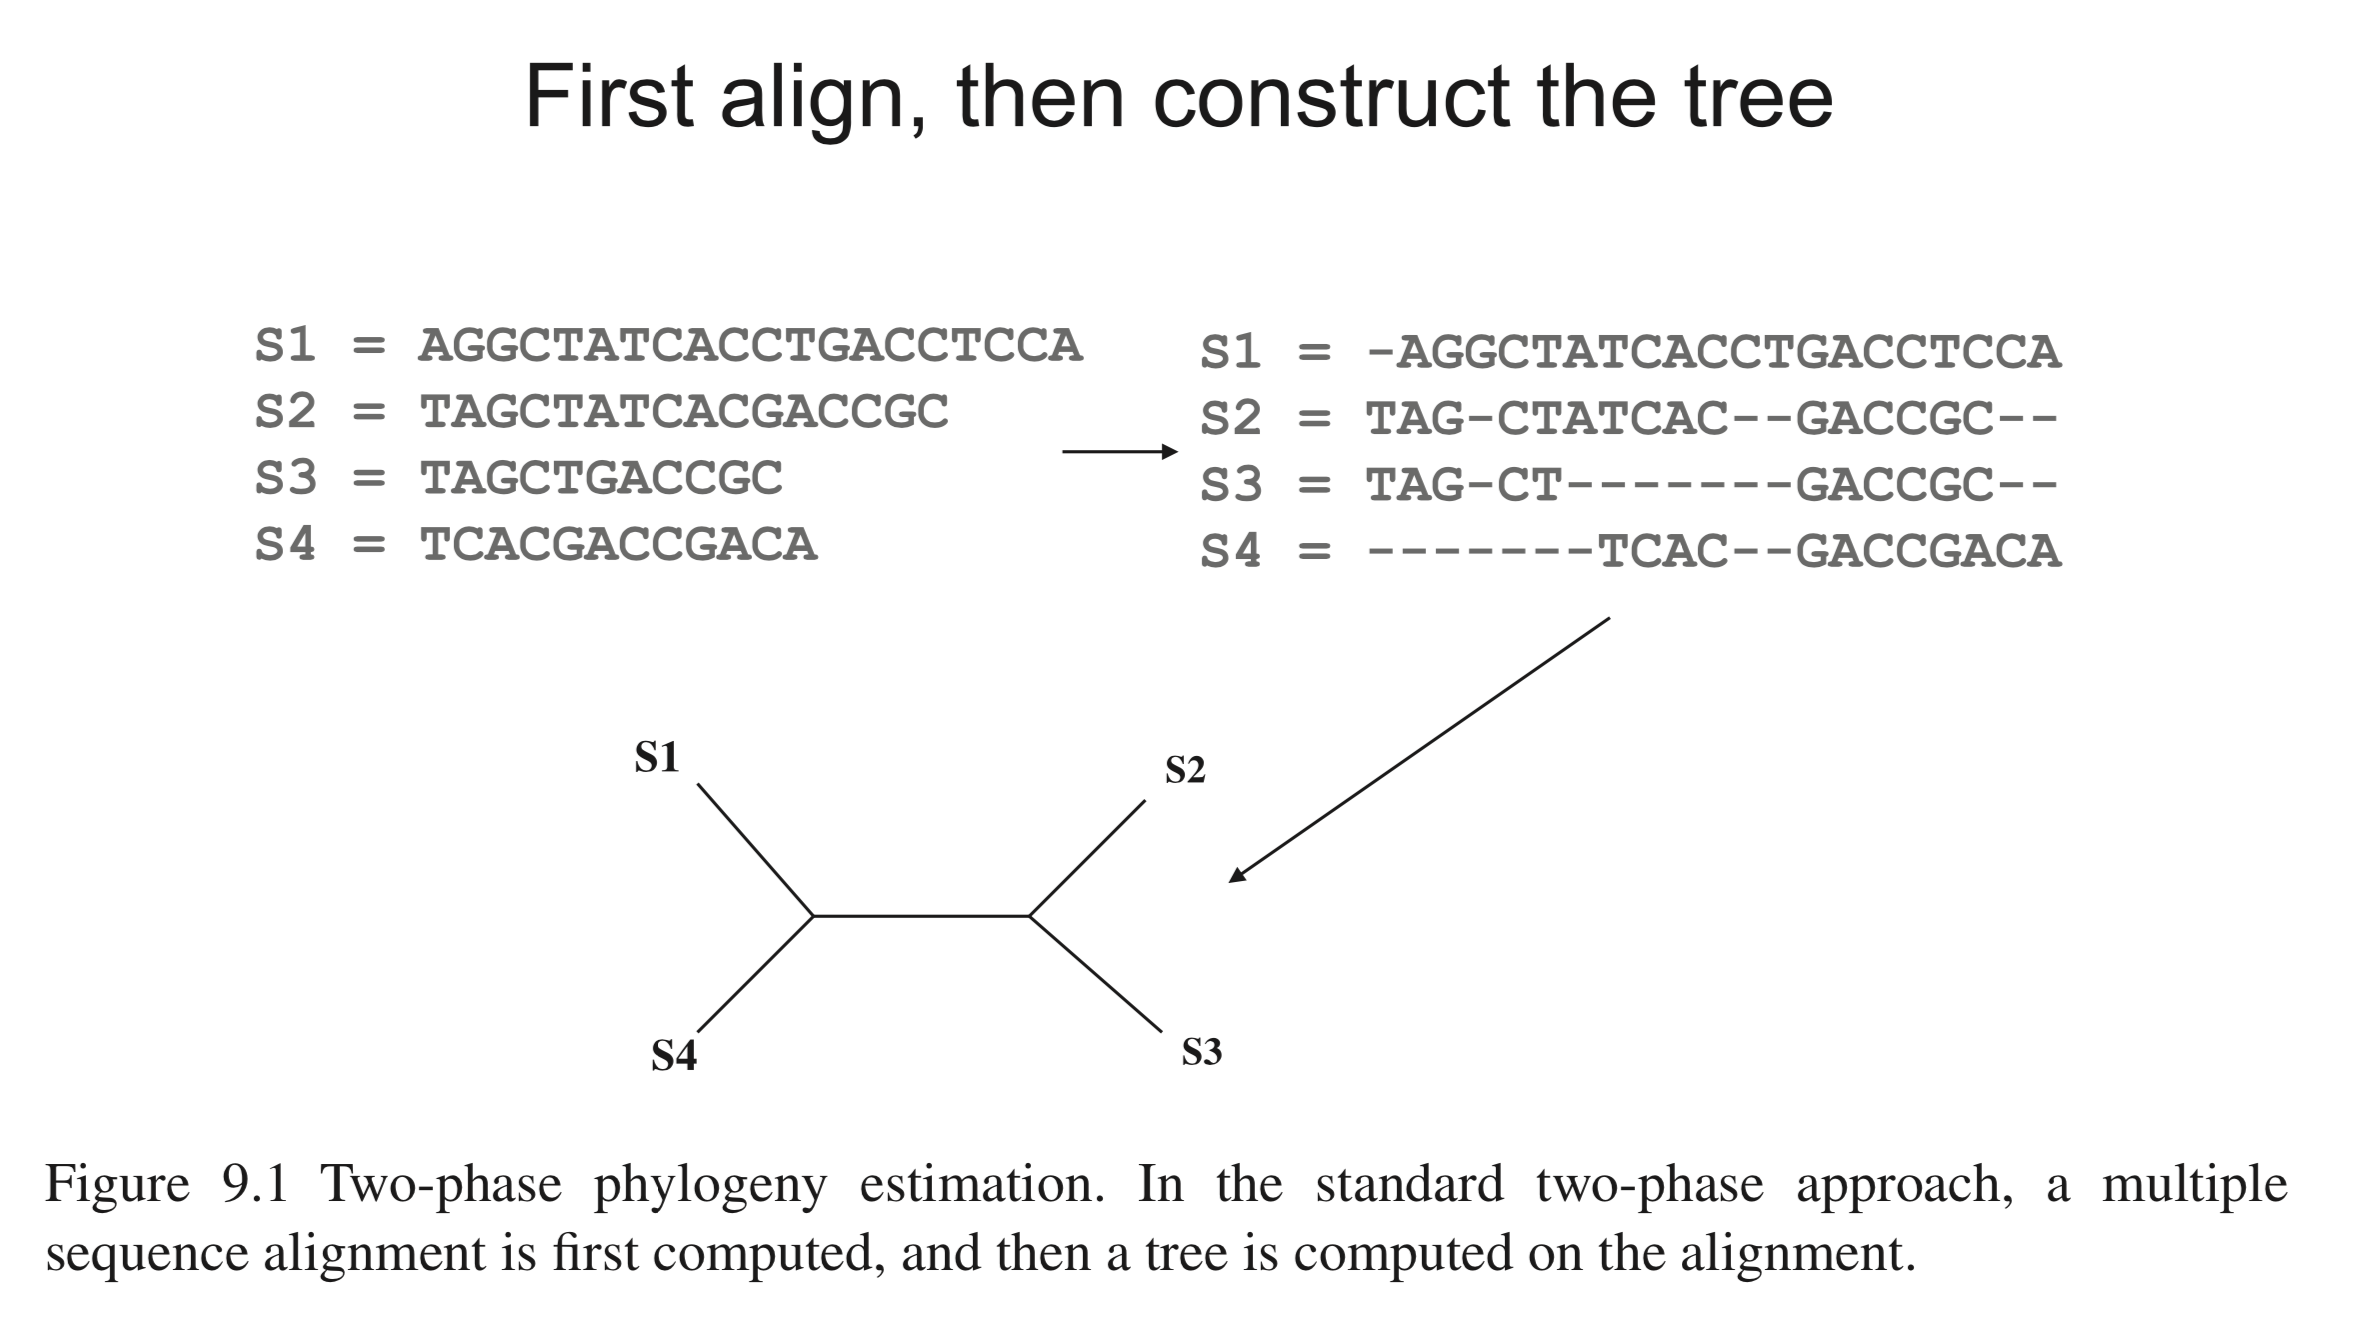 First align, then construct the tree
S1 = AGGCTATCACCTGACCTCCA
S2 = TAGCTATCACGACCGC
S3 = TAGCTGACCGC
S4 = TCACGACCGACA
S1 = -AGGCTATCACCTGACCTCCA
S2 = TAG-CTATCAC--GACCGC--
S3 = TAG-CT-------GACCGC--
S4 = -------TCAC--GACCGACA
S1
S2
S4
S3
Figure 9.1 Two-phase phylogeny estimation. In the standard two-phase approach, a multiple
sequence alignment is first computed, and then a tree is computed on the alignment.